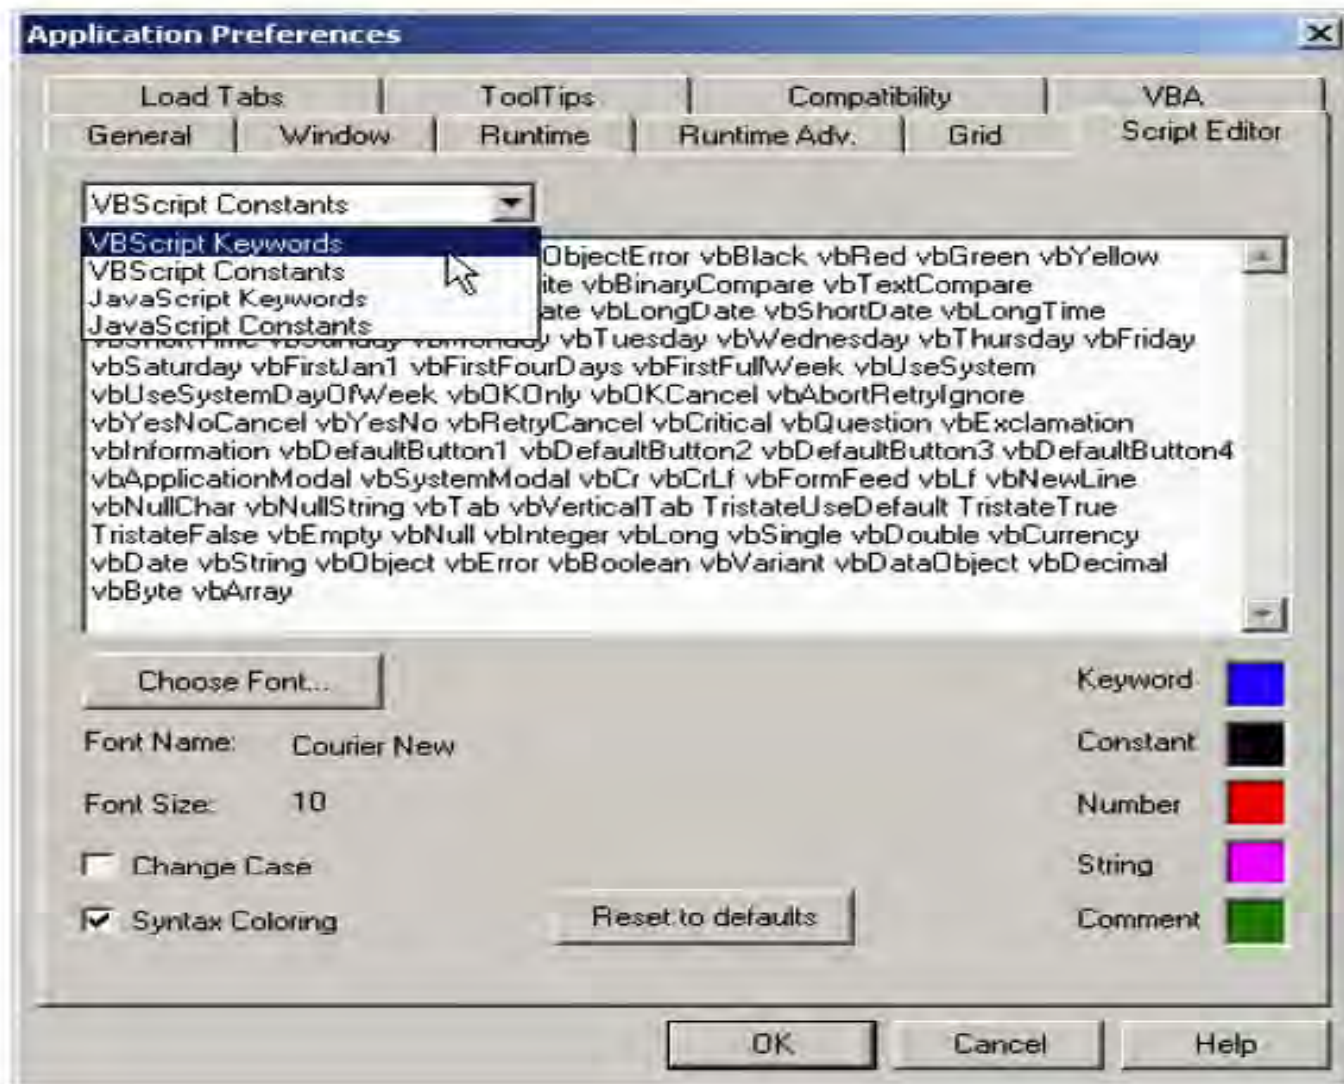 Application Preferences
Load Tabs ToolTips Compatibility VBA
General Window Runtime Runtime Adv. Grid Script Editor
VBScript Constants
VBScript Keywords
VBScript Constants
JavaScript Keywords
JavaScript Constants
ObjectError vbBlack vbRed vbGreen vbYellow
ite vbBinaryCompare vbTextCompare
ate vbLongDate vbShortDate vbLongTime
vbTuesday vbWednesday vbThursday vbFriday
vbSaturday vbFirstJan1 vbFirstFourDays vbFirstFullWeek vbUseSystem
vbUseSystemDayOfWeek vbOKOnly vbOKCancel vbAbortRetryIgnore
vbYesNoCancel vbYesNo vbRetryCancel vbCritical vbQuestion vbExclamation
vbInformation vbDefaultButton1 vbDefaultButton2 vbDefaultButton3 vbDefaultButton4
vbApplicationModal vbSystemModal vbCr vbCrLf vbFormFeed vbLf vbNewLine
vbNullChar vbNullString vbTab vbVerticalTab TristateUseDefault TristateTrue
TristateFalse vbEmpty vbNull vbInteger vbLong vbSingle vbDouble vbCurrency
vbDate vbString vbObject vbError vbBoolean vbVariant vbDataObject vbDecimal
vbByte vbArray
Choose Font...
Font Name: Courier New
Font Size: 10
Change Case
Syntax Coloring
Reset to defaults
Keyword
Constant
Number
String
Comment
OK Cancel Help